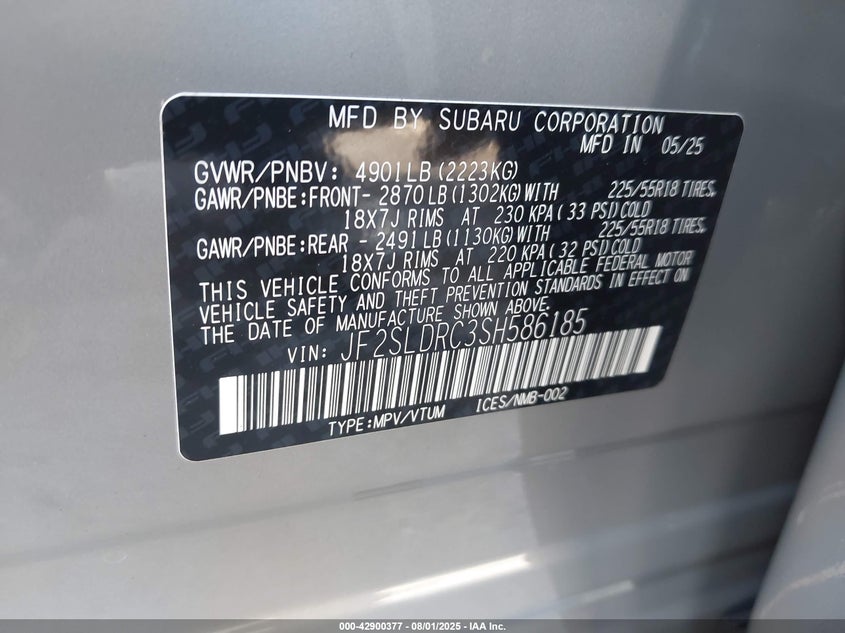 MFD BY SUBARU CORPORATION
MFD IN 05/25
GVWR/PNBV: 4901LB(2223KG)
GAWR/PNBE:FRONT- 2870LB(1302KG)WITH 225/55R18 TIRES,
18X7J RIMS AT 230 KPA(33 PSI)COLD
GAWR/PNBE:REAR - 2491LB(1130KG)WITH 225/55R18 TIRES,
18X7J RIMS AT 220 KPA(32 PSI)COLD
THIS VEHICLE CONFORMS TO ALL APPLICABLE FEDERAL MOTOR
VEHICLE SAFETY AND THEFT PREVENTION STANDARDS IN EFFECT ON
THE DATE OF MANUFACTURE SHOWN ABOVE.
VIN: JF2SLDRC3SH586185
TYPE:MPV/VTUM ICES/NMB-002
000-42900377 - 08/01/2025 - IAA Inc.